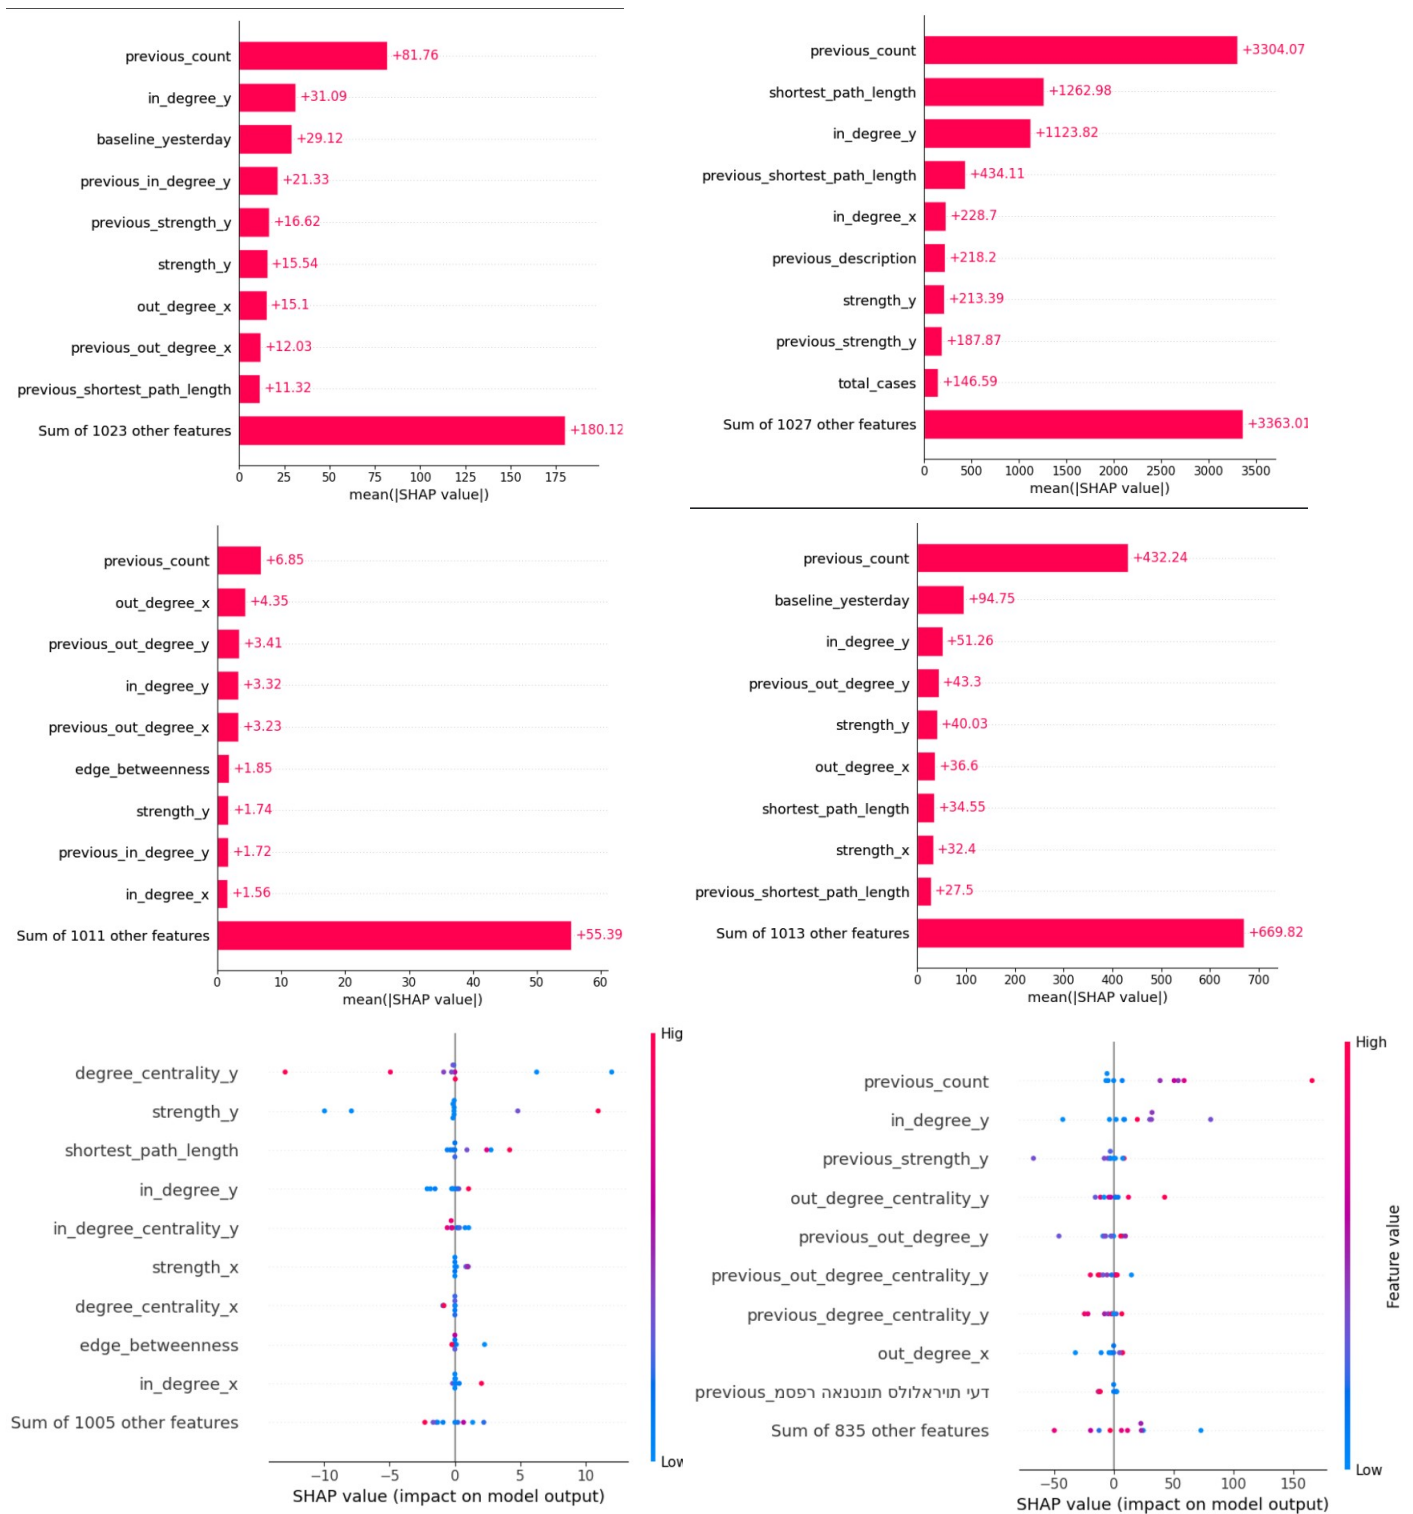 previous_count +81.76
in_degree_y +31.09
baseline_yesterday +29.12
previous_in_degree_y +21.33
previous_strength_y +16.62
strength_y +15.54
out_degree_x +15.1
previous_out_degree_x +12.03
previous_shortest_path_length +11.32
Sum of 1023 other features +180.12
0 25 50 75 100 125 150 175
mean(|SHAP value|)
previous_count +3304.07
shortest_path_length +1262.98
in_degree_y +1123.82
previous_shortest_path_length +434.11
in_degree_x +228.7
previous_description +218.2
strength_y +213.39
previous_strength_y +187.87
total_cases +146.59
Sum of 1027 other features +3363.01
0 500 1000 1500 2000 2500 3000 3500
mean(|SHAP value|)
previous_count +6.85
out_degree_x +4.35
previous_out_degree_y +3.41
in_degree_y +3.32
previous_out_degree_x +3.23
edge_betweenness +1.85
strength_y +1.74
previous_in_degree_y +1.72
in_degree_x +1.56
Sum of 1011 other features +55.39
0 10 20 30 40 50 60
mean(|SHAP value|)
previous_count +432.24
baseline_yesterday +94.75
in_degree_y +51.26
previous_out_degree_y +43.3
strength_y +40.03
out_degree_x +36.6
shortest_path_length +34.55
strength_x +32.4
previous_shortest_path_length +27.5
Sum of 1013 other features +669.82
0 100 200 300 400 500 600 700
mean(|SHAP value|)
Hig
degree_centrality_y
strength_y
shortest_path_length
in_degree_y
in_degree_centrality_y
strength_x
degree_centrality_x
edge_betweenness
in_degree_x
Sum of 1005 other features
Low
−10 −5 0 5 10
SHAP value (impact on model output)
High
previous_count
in_degree_y
previous_strength_y
out_degree_centrality_y
previous_out_degree_y
previous_out_degree_centrality_y
previous_degree_centrality_y
out_degree_x
previous_דעי תויראלולס תונטנאה רפסמ
Sum of 835 other features
Low
Feature value
−50 0 50 100 150
SHAP value (impact on model output)